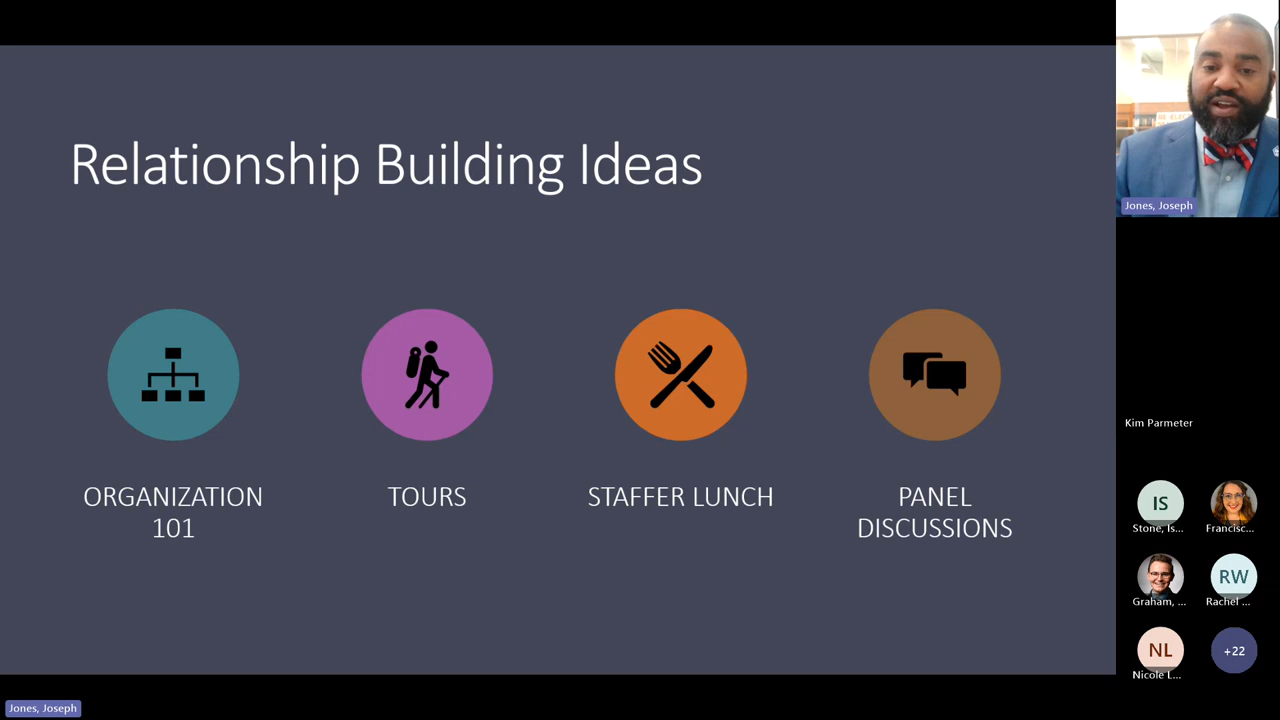 Relationship Building Ideas
ORGANIZATION
101
TOURS
STAFFER LUNCH
PANEL
DISCUSSIONS
Jones, Joseph
Kim Parmeter
IS
Stone, Is...
Francisc...
Graham, ...
RW
Rachel ...
NL
Nicole L...
+22
Jones, Joseph